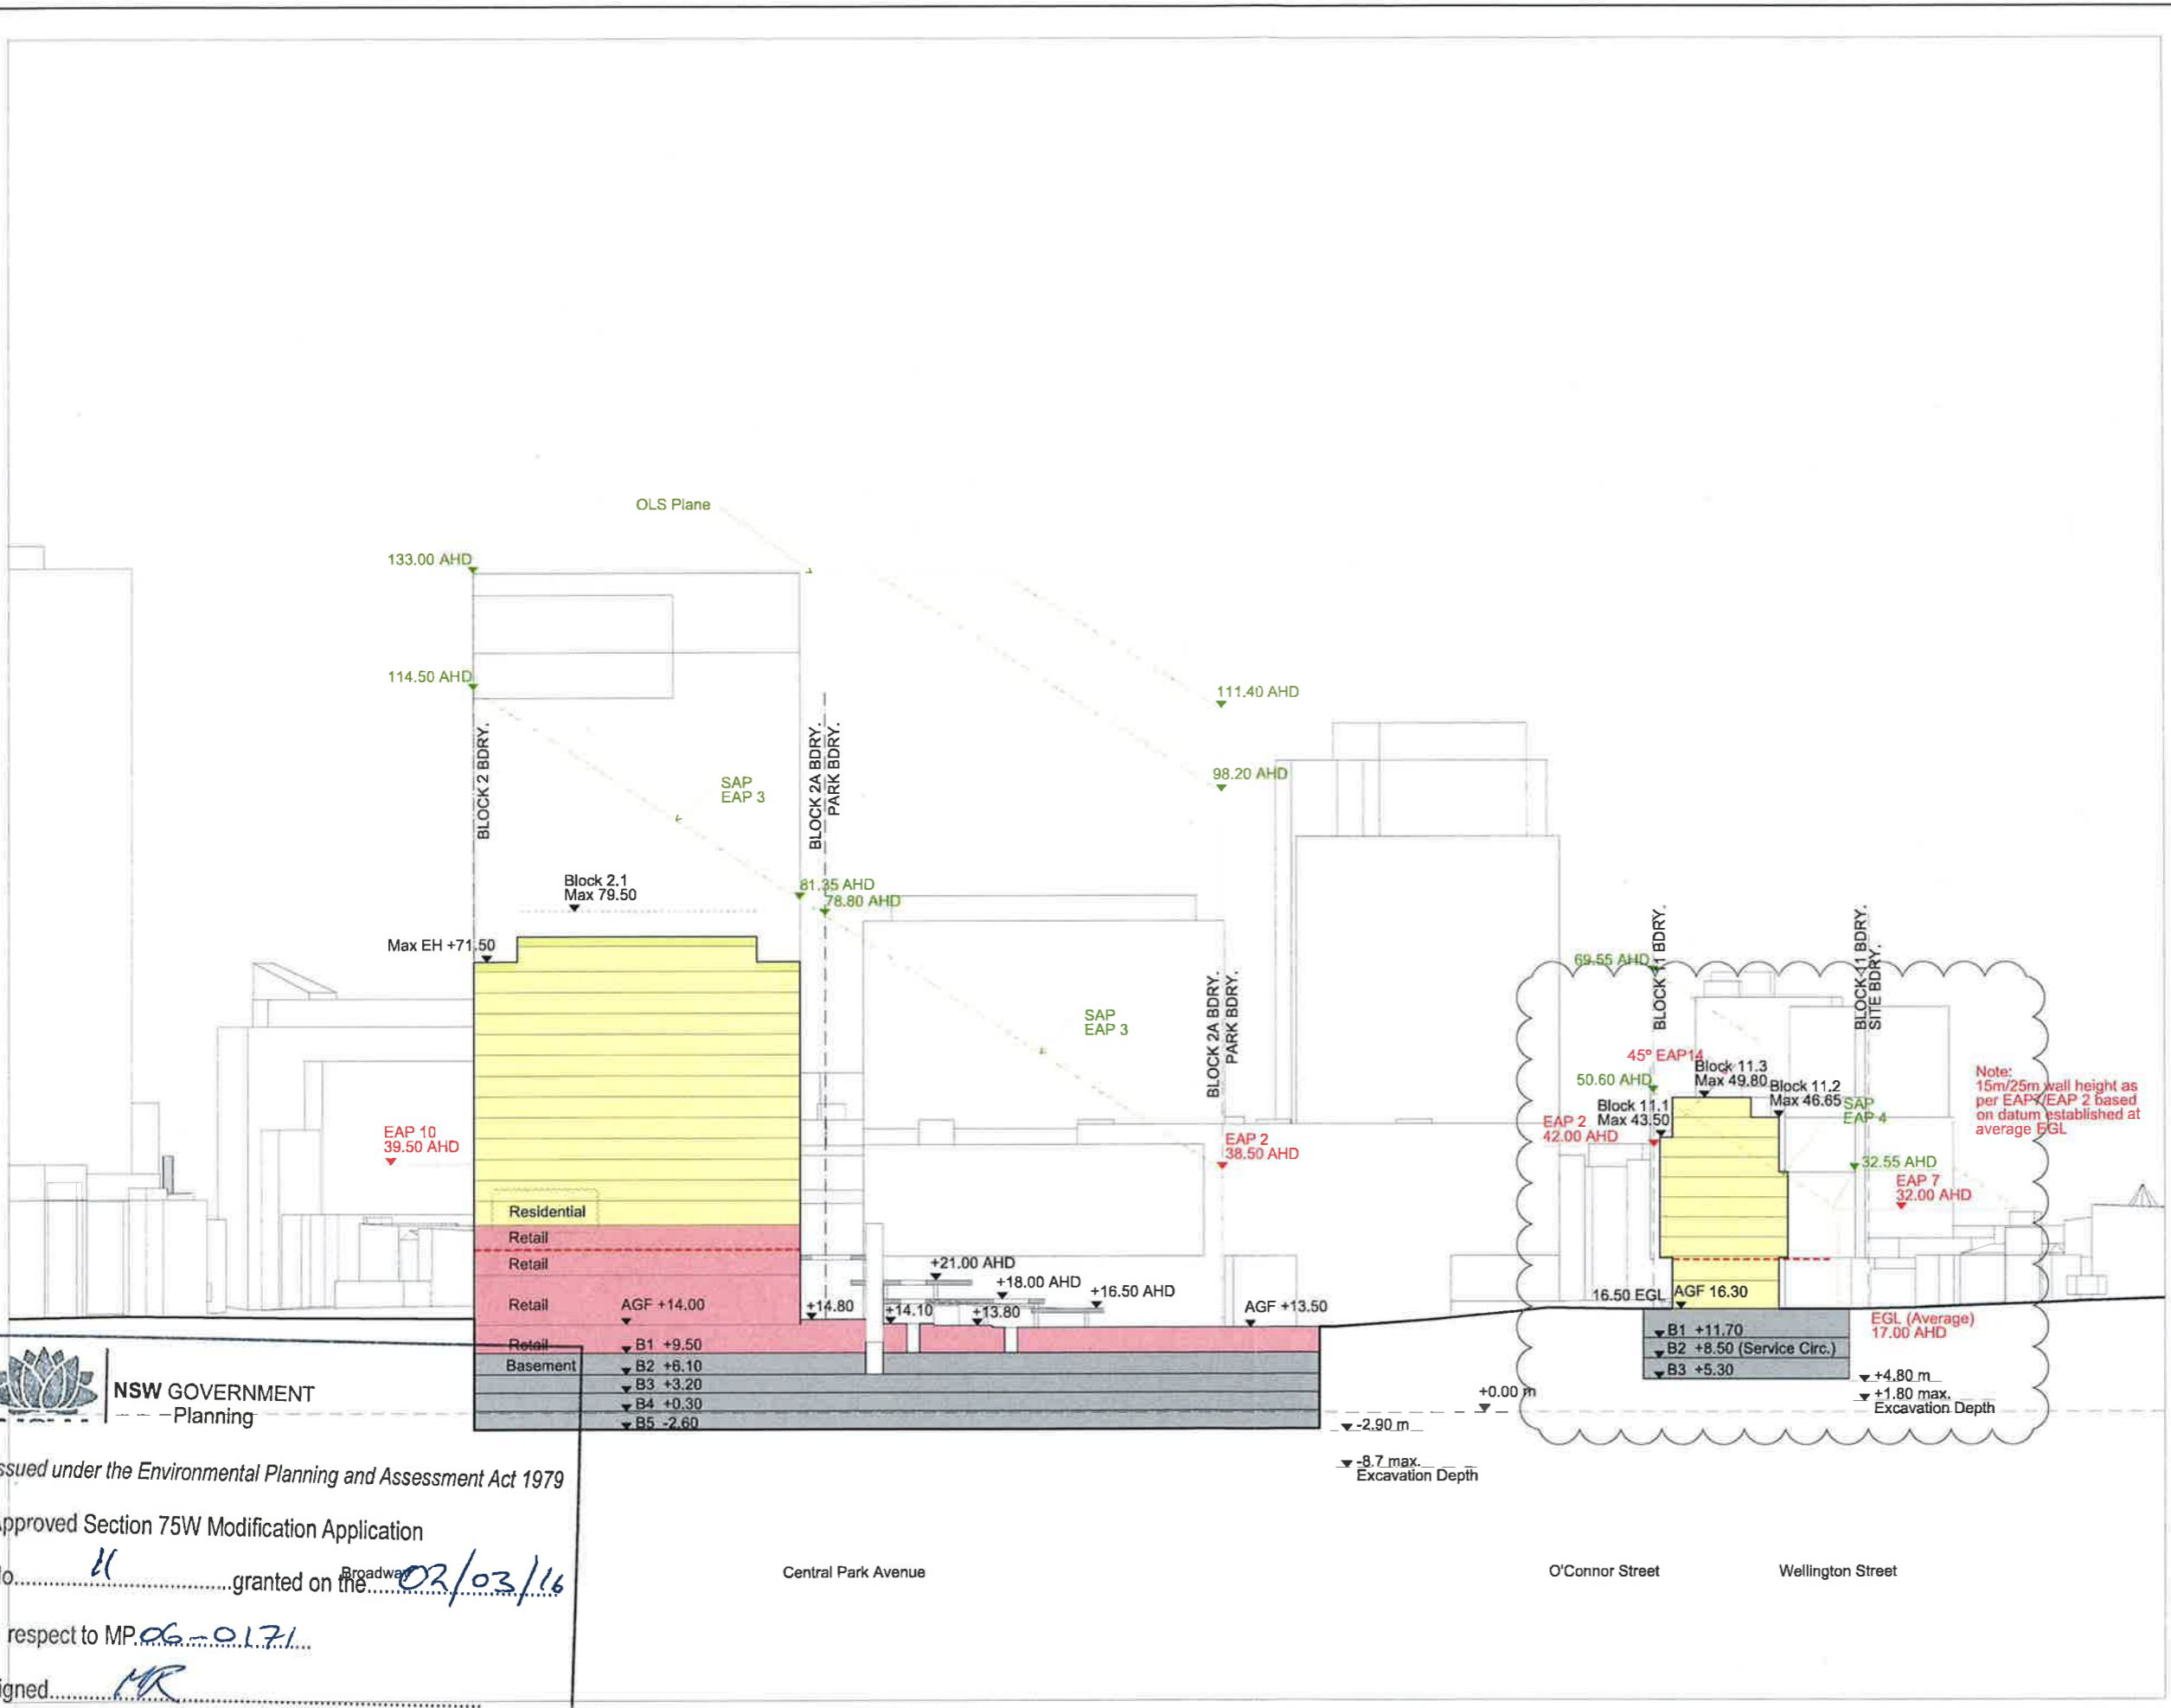 OLS Plane
133.00 AHD
114.50 AHD
111.40 AHD
98.20 AHD
BLOCK 2 BDRY.
BLOCK 2A BDRY.
PARK BDRY.
SAP
EAP 3
Block 2.1
Max 79.50
81.35 AHD
78.80 AHD
Max EH +71.50
SAP
EAP 3
BLOCK 2A BDRY.
PARK BDRY.
EAP 10
39.50 AHD
EAP 2
38.50 AHD
69.55 AHD
BLOCK 11 BDRY.
BLOCK 11 BDRY.
SITE BDRY.
45° EAP14
50.60 AHD
Block 11.3
Max 49.80
Block 11.2
Max 46.65
Block 11.1
Max 43.50
EAP 2
42.00 AHD
SAP
EAP 4
32.55 AHD
EAP 7
32.00 AHD
Note:
15m/25m wall height as
per EAP7/EAP 2 based
on datum established at
average EGL
Residential
Retail
Retail
Retail
AGF +14.00
+14.80
+14.10
+13.80
+21.00 AHD
+18.00 AHD
+16.50 AHD
AGF +13.50
16.50 EGL
AGF 16.30
EGL (Average)
17.00 AHD
Retail
B1 +9.50
Basement
B2 +6.10
B3 +3.20
B4 +0.30
B5 -2.60
B1 +11.70
B2 +8.50 (Service Circ.)
B3 +5.30
+4.80 m
+1.80 max.
Excavation Depth
+0.00 m
-2.90 m
-8.7 max.
Excavation Depth
NSW GOVERNMENT
Planning
ssued under the Environmental Planning and Assessment Act 1979
pproved Section 75W Modification Application
o. 11 granted on the 02/03/16
Broadway
respect to MP 06-0171
igned MR
Central Park Avenue
O'Connor Street
Wellington Street